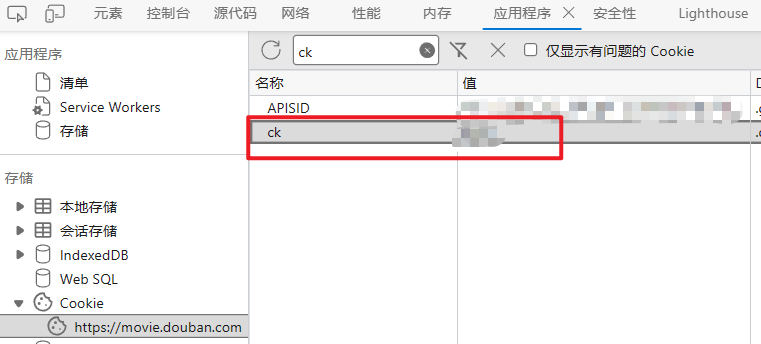 元素 控制台 源代码 网络 性能 内存 应用程序 安全性 Lighthouse
应用程序
清单
Service Workers
存储
存储
本地存储
会话存储
IndexedDB
Web SQL
Cookie
https://movie.douban.com
ck 仅显示有问题的 Cookie
名称 值
APISID
ck